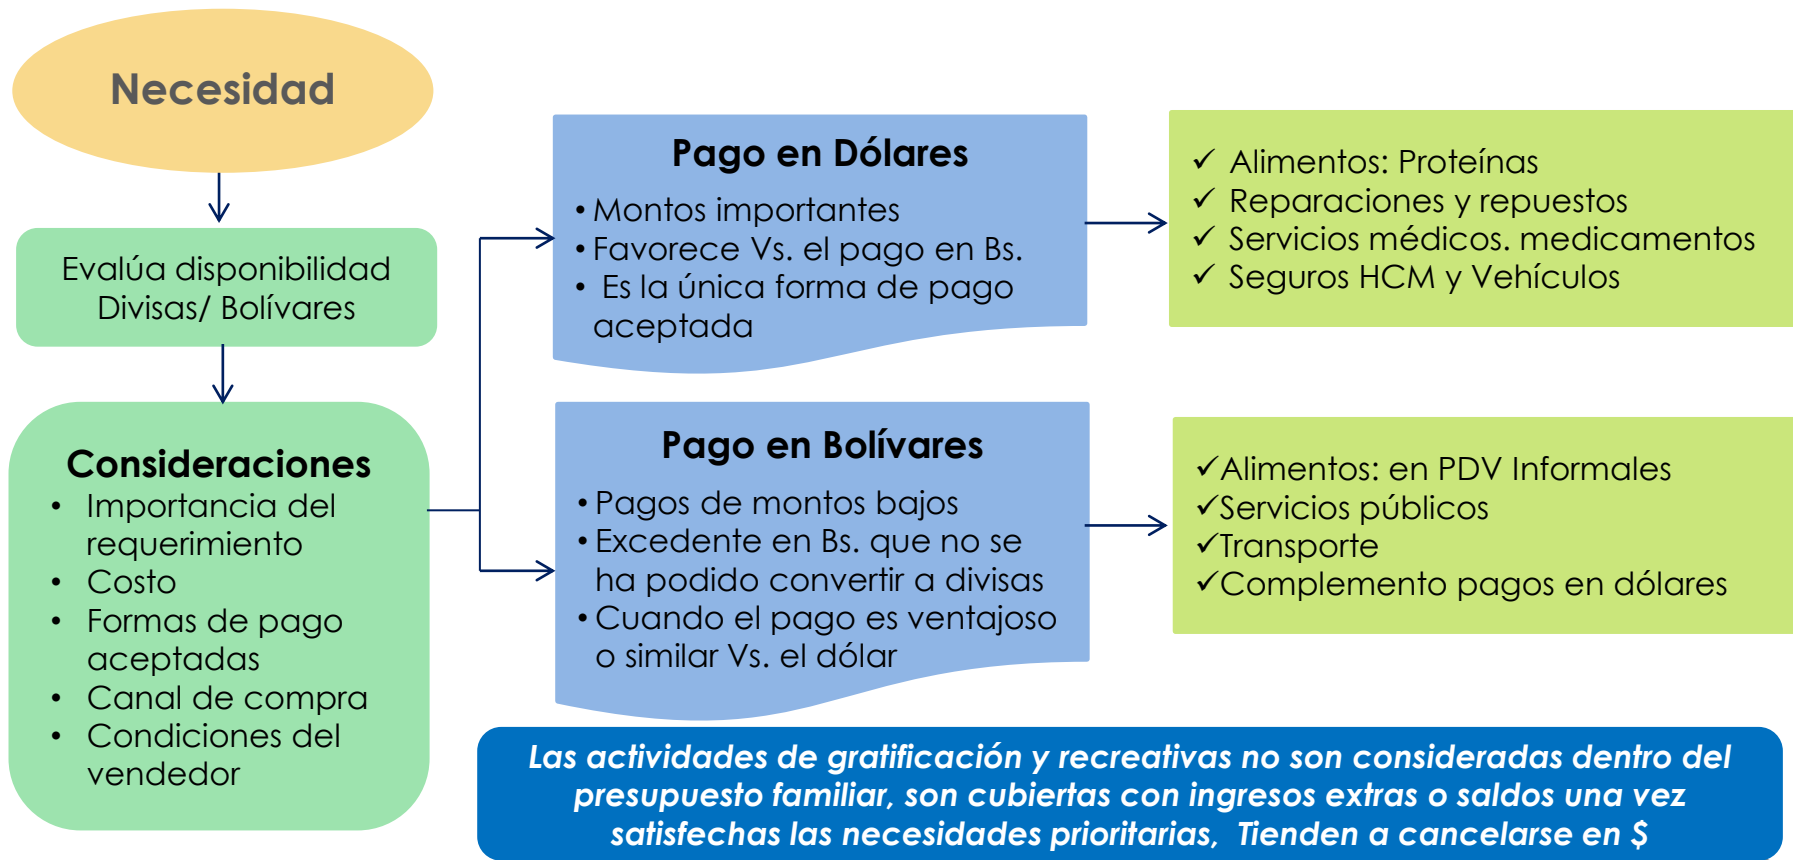 Necesidad
Evalúa disponibilidad
Divisas/ Bolívares
Consideraciones
• Importancia del
requerimiento
• Costo
• Formas de pago
aceptadas
• Canal de compra
• Condiciones del
vendedor
Pago en Dólares
• Montos importantes
• Favorece Vs. el pago en Bs.
• Es la única forma de pago
aceptada
✓ Alimentos: Proteínas
✓ Reparaciones y repuestos
✓ Servicios médicos. medicamentos
✓ Seguros HCM y Vehículos
Pago en Bolívares
• Pagos de montos bajos
• Excedente en Bs. que no se
ha podido convertir a divisas
• Cuando el pago es ventajoso
o similar Vs. el dólar
✓Alimentos: en PDV Informales
✓Servicios públicos
✓Transporte
✓Complemento pagos en dólares
Las actividades de gratificación y recreativas no son consideradas dentro del
presupuesto familiar, son cubiertas con ingresos extras o saldos una vez
satisfechas las necesidades prioritarias, Tienden a cancelarse en $